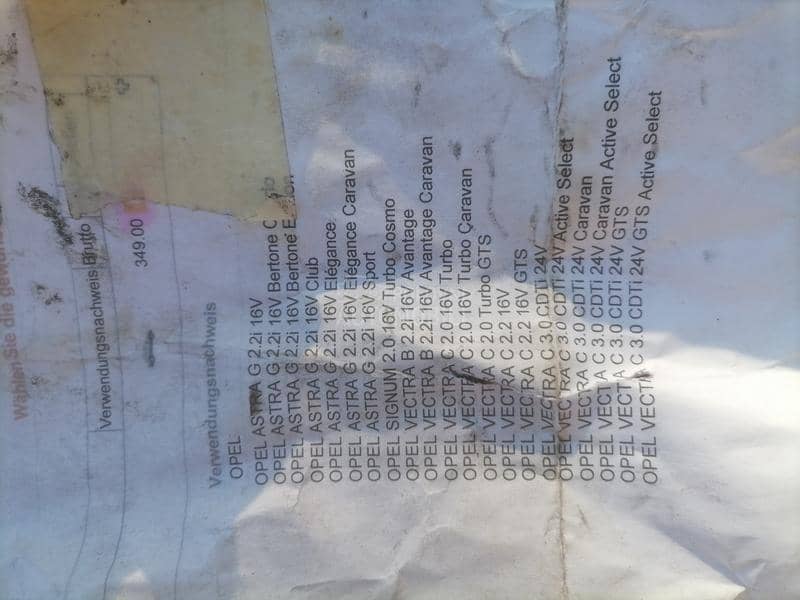 Wählen Sie die
Verwendungsnachweis Brutto
349.00
Verwendungsnachweis
OPEL
OPEL ASTRA G 2.2i 16V
OPEL ASTRA G 2.2i 16V Bertone C
OPEL ASTRA G 2.2i 16V Bertone E
OPEL ASTRA G 2.2i 16V Club
OPEL ASTRA G 2.2i 16V Elégance
OPEL ASTRA G 2.2i 16V Elégance Caravan
OPEL ASTRA G 2.2i 16V Sport
OPEL SIGNUM 2.0 16V Turbo Cosmo
OPEL VECTRA B 2.2i 16V Avantage
OPEL VECTRA B 2.2i 16V Avantage Caravan
OPEL VECTRA C 2.0 16V Turbo
OPEL VECTRA C 2.0 16V Turbo Caravan
OPEL VECTRA C 2.0 Turbo GTS
OPEL VECTRA C 2.2 16V
OPEL VECTRA C 2.2 16V GTS
OPEL VECTRA C 3.0 CDTi 24V
OPEL VECTRA C 3.0 CDTi 24V Active Select
OPEL VECTRA C 3.0 CDTi 24V Caravan
OPEL VECTRA C 3.0 CDTi 24V Caravan Active Select
OPEL VECTRA C 3.0 CDTi 24V GTS
OPEL VECTRA C 3.0 CDTi 24V GTS Active Select